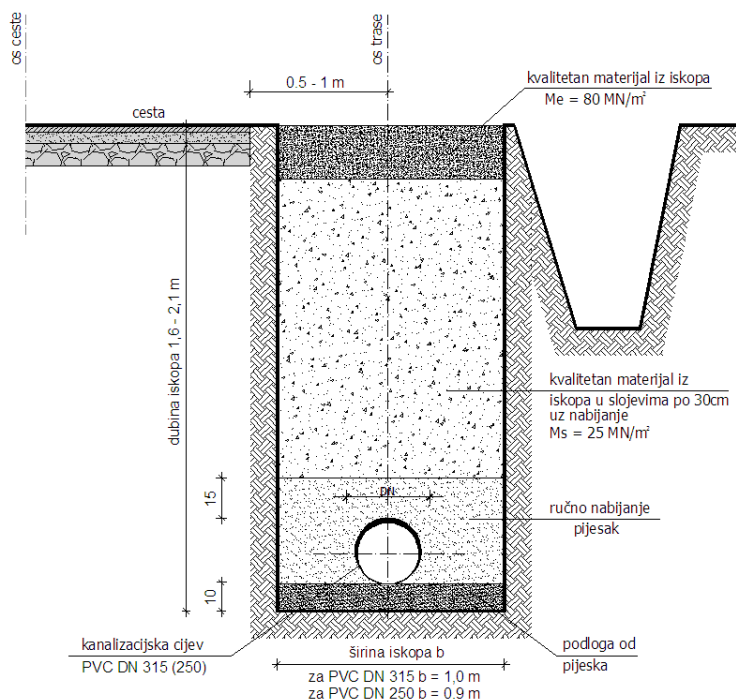 os ceste
os trase
0.5 - 1 m
kvalitetan materijal iz iskopa
Me = 80 MN/m²
cesta
dubina iskopa 1,6 - 2,1 m
kvalitetan materijal iz
iskopa u slojevima po 30cm
uz nabijanje
Ms = 25 MN/m²
15
DN
ručno nabijanje
pijesak
10
kanalizacijska cijev
PVC DN 315 (250)
širina iskopa b
za PVC DN 315 b = 1,0 m
za PVC DN 250 b = 0.9 m
podloga od
pijeska